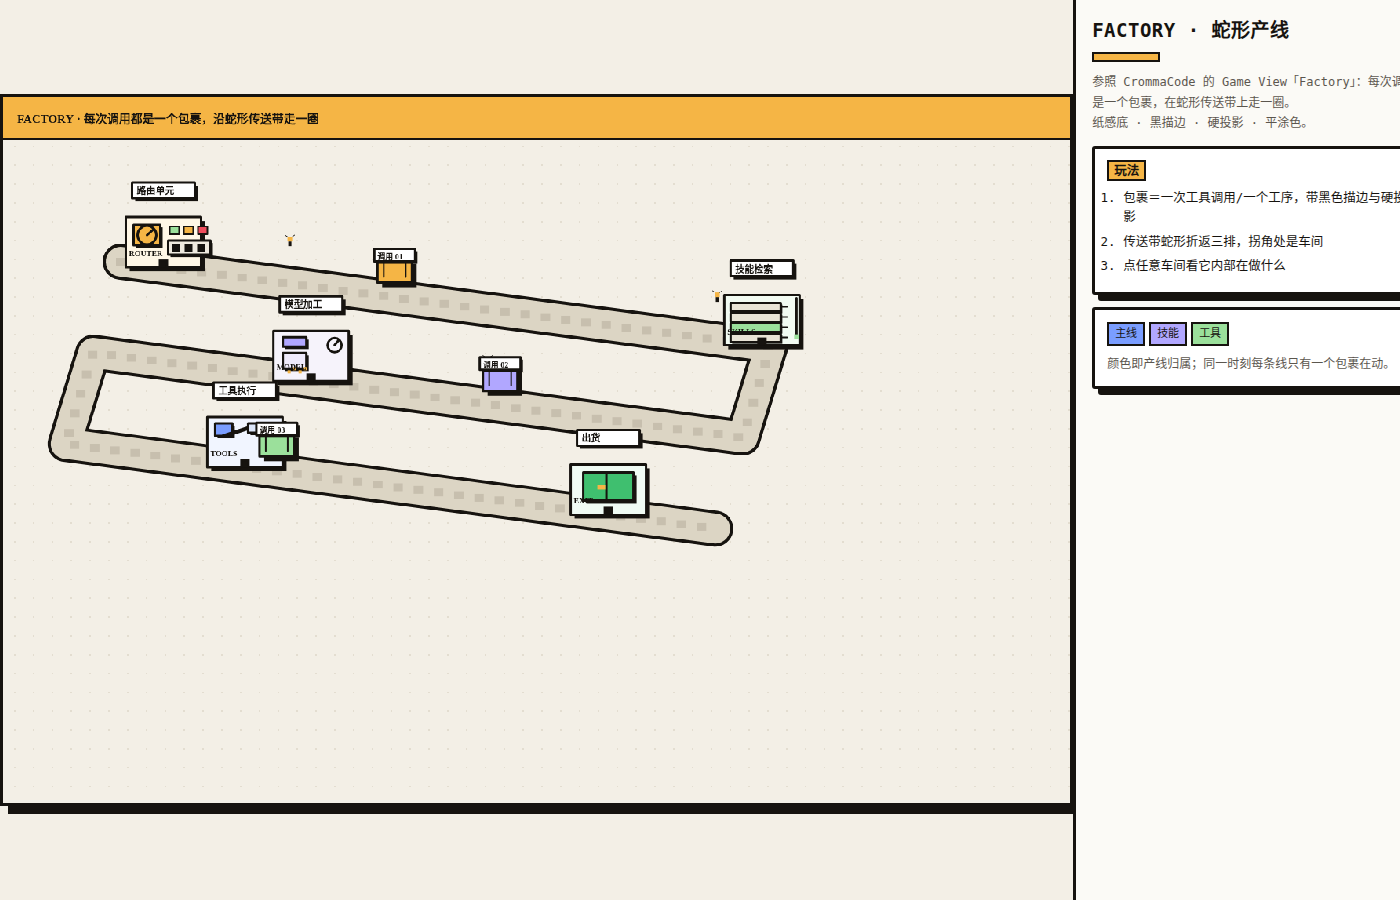 FACTORY · 每次调用都是一个包裹，沿蛇形传送带走一圈
路由单元
ROUTER
调用 01
技能检索
模型加工
调用 02
工具执行
调用 03
TOOLS
出货
FACTORY · 蛇形产线
参照 CrommaCode 的 Game View「Factory」：每次调
是一个包裹，在蛇形传送带上走一圈。
纸感底 · 黑描边 · 硬投影 · 平涂色。
玩法
1. 包裹＝一次工具调用/一个工序，带黑色描边与硬投
影
2. 传送带蛇形折返三排，拐角处是车间
3. 点任意车间看它内部在做什么
主线 技能 工具
颜色即产线归属；同一时刻每条线只有一个包裹在动。